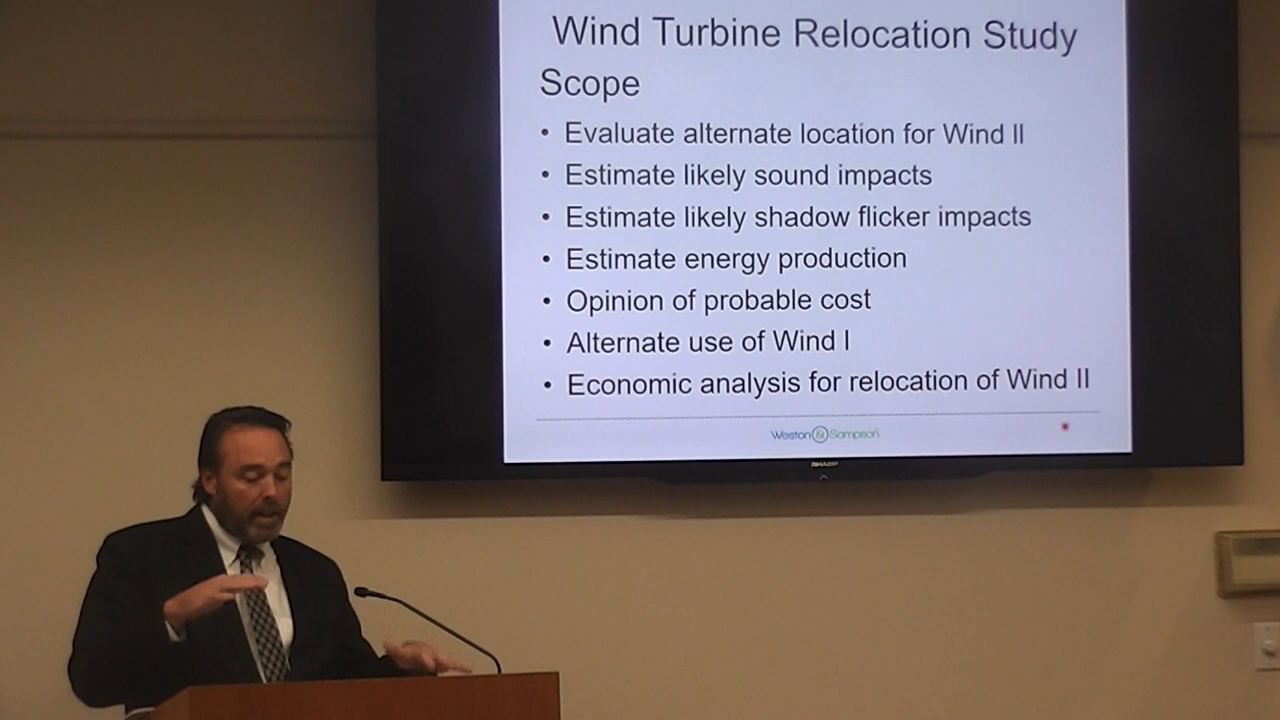 Wind Turbine Relocation Study
Scope
• Evaluate alternate location for Wind II
• Estimate likely sound impacts
• Estimate likely shadow flicker impacts
• Estimate energy production
• Opinion of probable cost
• Alternate use of Wind I
• Economic analysis for relocation of Wind II
Weston & Sampson
SHARP